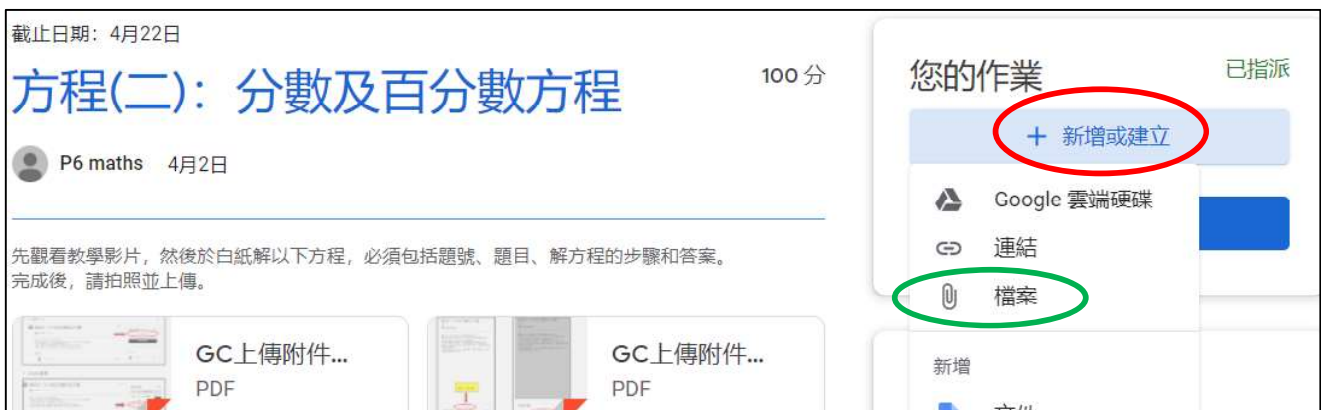 截止日期：4月22日
方程(二)：分數及百分數方程
100 分
P6 maths 4月2日
先觀看教學影片，然後於白紙解以下方程，必須包括題號、題目、解方程的步驟和答案。
完成後，請拍照並上傳。
GC上傳附件...
PDF
GC上傳附件...
PDF
您的作業
已指派
+ 新增或建立
Google 雲端硬碟
連結
檔案
新增